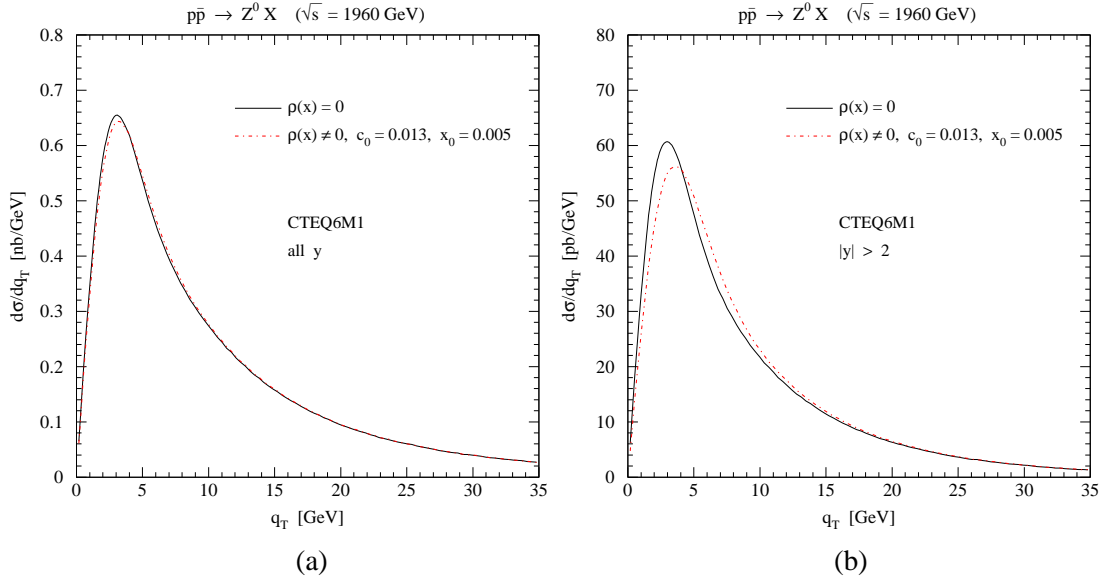 pp̄ → Z⁰ X (√s = 1960 GeV)
0.8
0.7
0.6
0.5
0.4
0.3
0.2
0.1
0
dσ/dq_T [nb/GeV]
ρ(x) = 0
ρ(x) ≠ 0, c₀ = 0.013, x₀ = 0.005
CTEQ6M1
all y
0 5 10 15 20 25 30 35
q_T [GeV]
(a)
pp̄ → Z⁰ X (√s = 1960 GeV)
80
70
60
50
40
30
20
10
0
dσ/dq_T [pb/GeV]
ρ(x) = 0
ρ(x) ≠ 0, c₀ = 0.013, x₀ = 0.005
CTEQ6M1
|y| > 2
0 5 10 15 20 25 30 35
q_T [GeV]
(b)